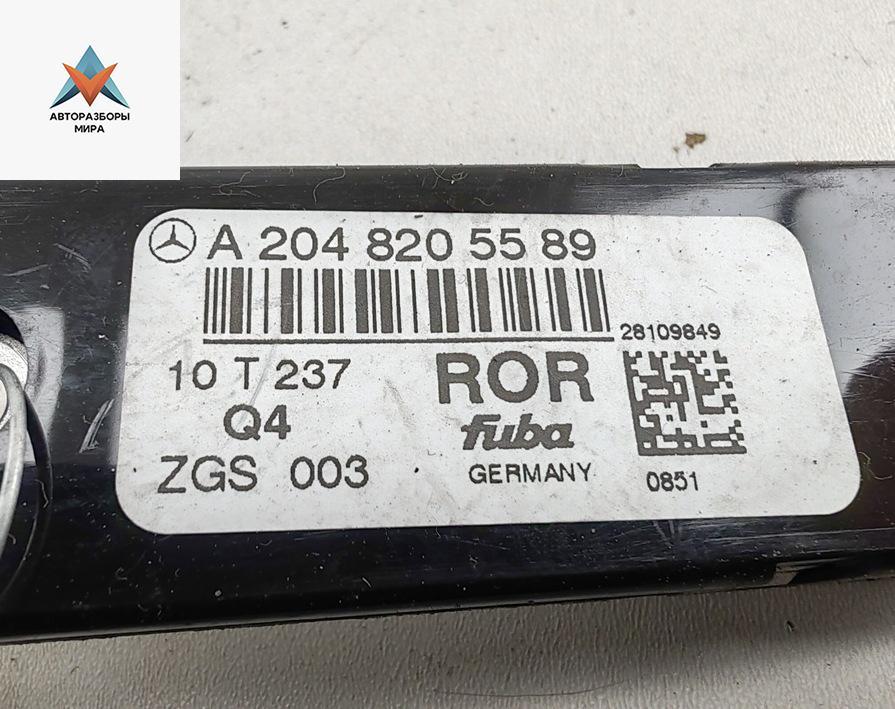 АВТОРАЗБОРЫ
МИРА
A 204 820 55 89
28109849
10 T 237
ROR
Q4
fuba
ZGS 003
GERMANY
0851